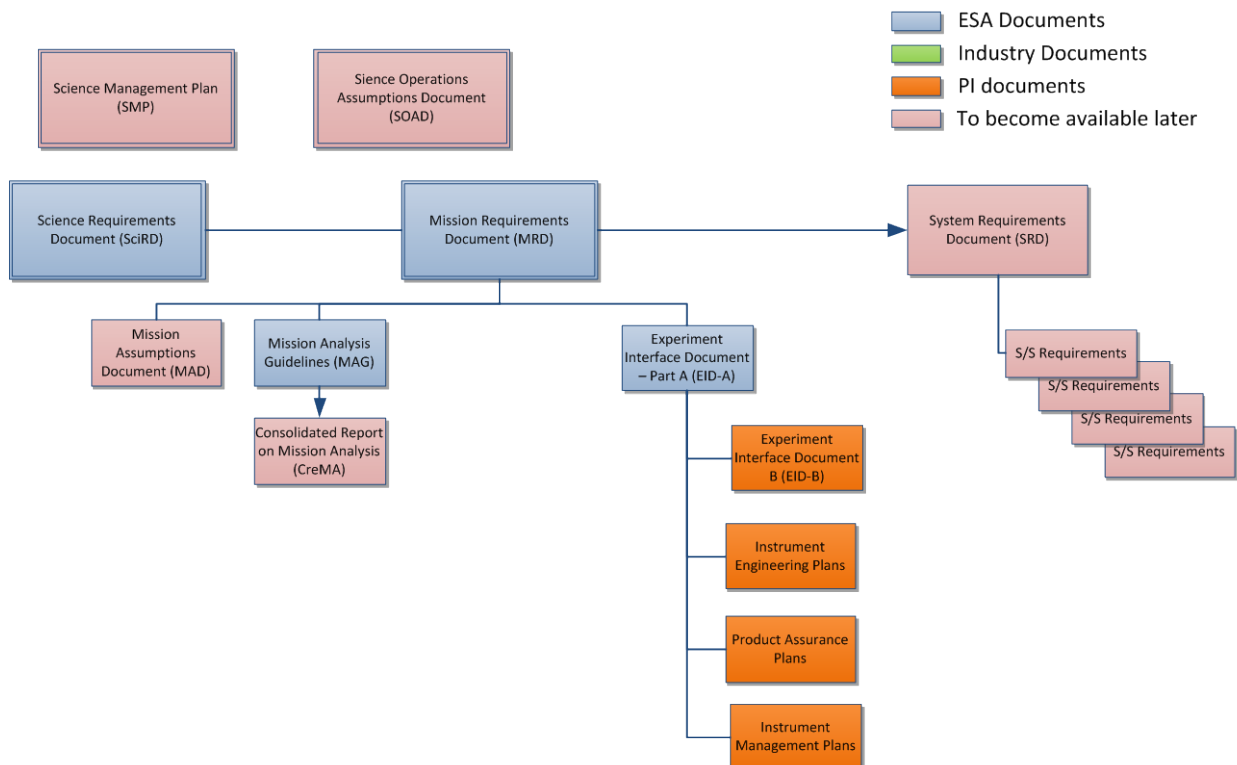 ESA Documents
Industry Documents
PI documents
To become available later
Science Management Plan
(SMP)
Sience Operations
Assumptions Document
(SOAD)
Science Requirements
Document (SciRD)
Mission Requirements
Document (MRD)
System Requirements
Document (SRD)
Mission
Assumptions
Document (MAD)
Mission Analysis
Guidelines (MAG)
Experiment
Interface Document
– Part A (EID-A)
S/S Requirements
S/S Requirements
S/S Requirements
S/S Requirements
Consolidated Report
on Mission Analysis
(CreMA)
Experiment
Interface Document
B (EID-B)
Instrument
Engineering Plans
Product Assurance
Plans
Instrument
Management Plans